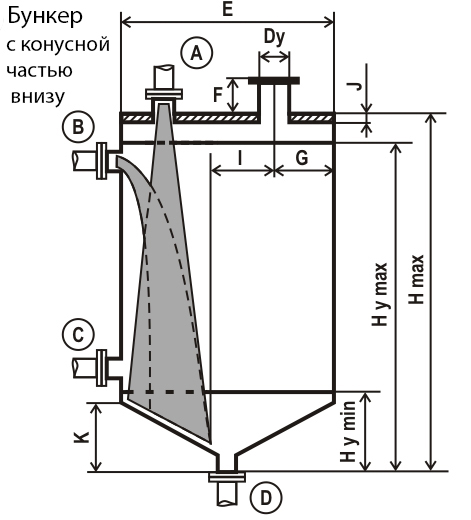 Бункер
с конусной
частью
внизу
E
A
Dy
F
J
B
I
G
H y max
H max
C
K
H y min
D